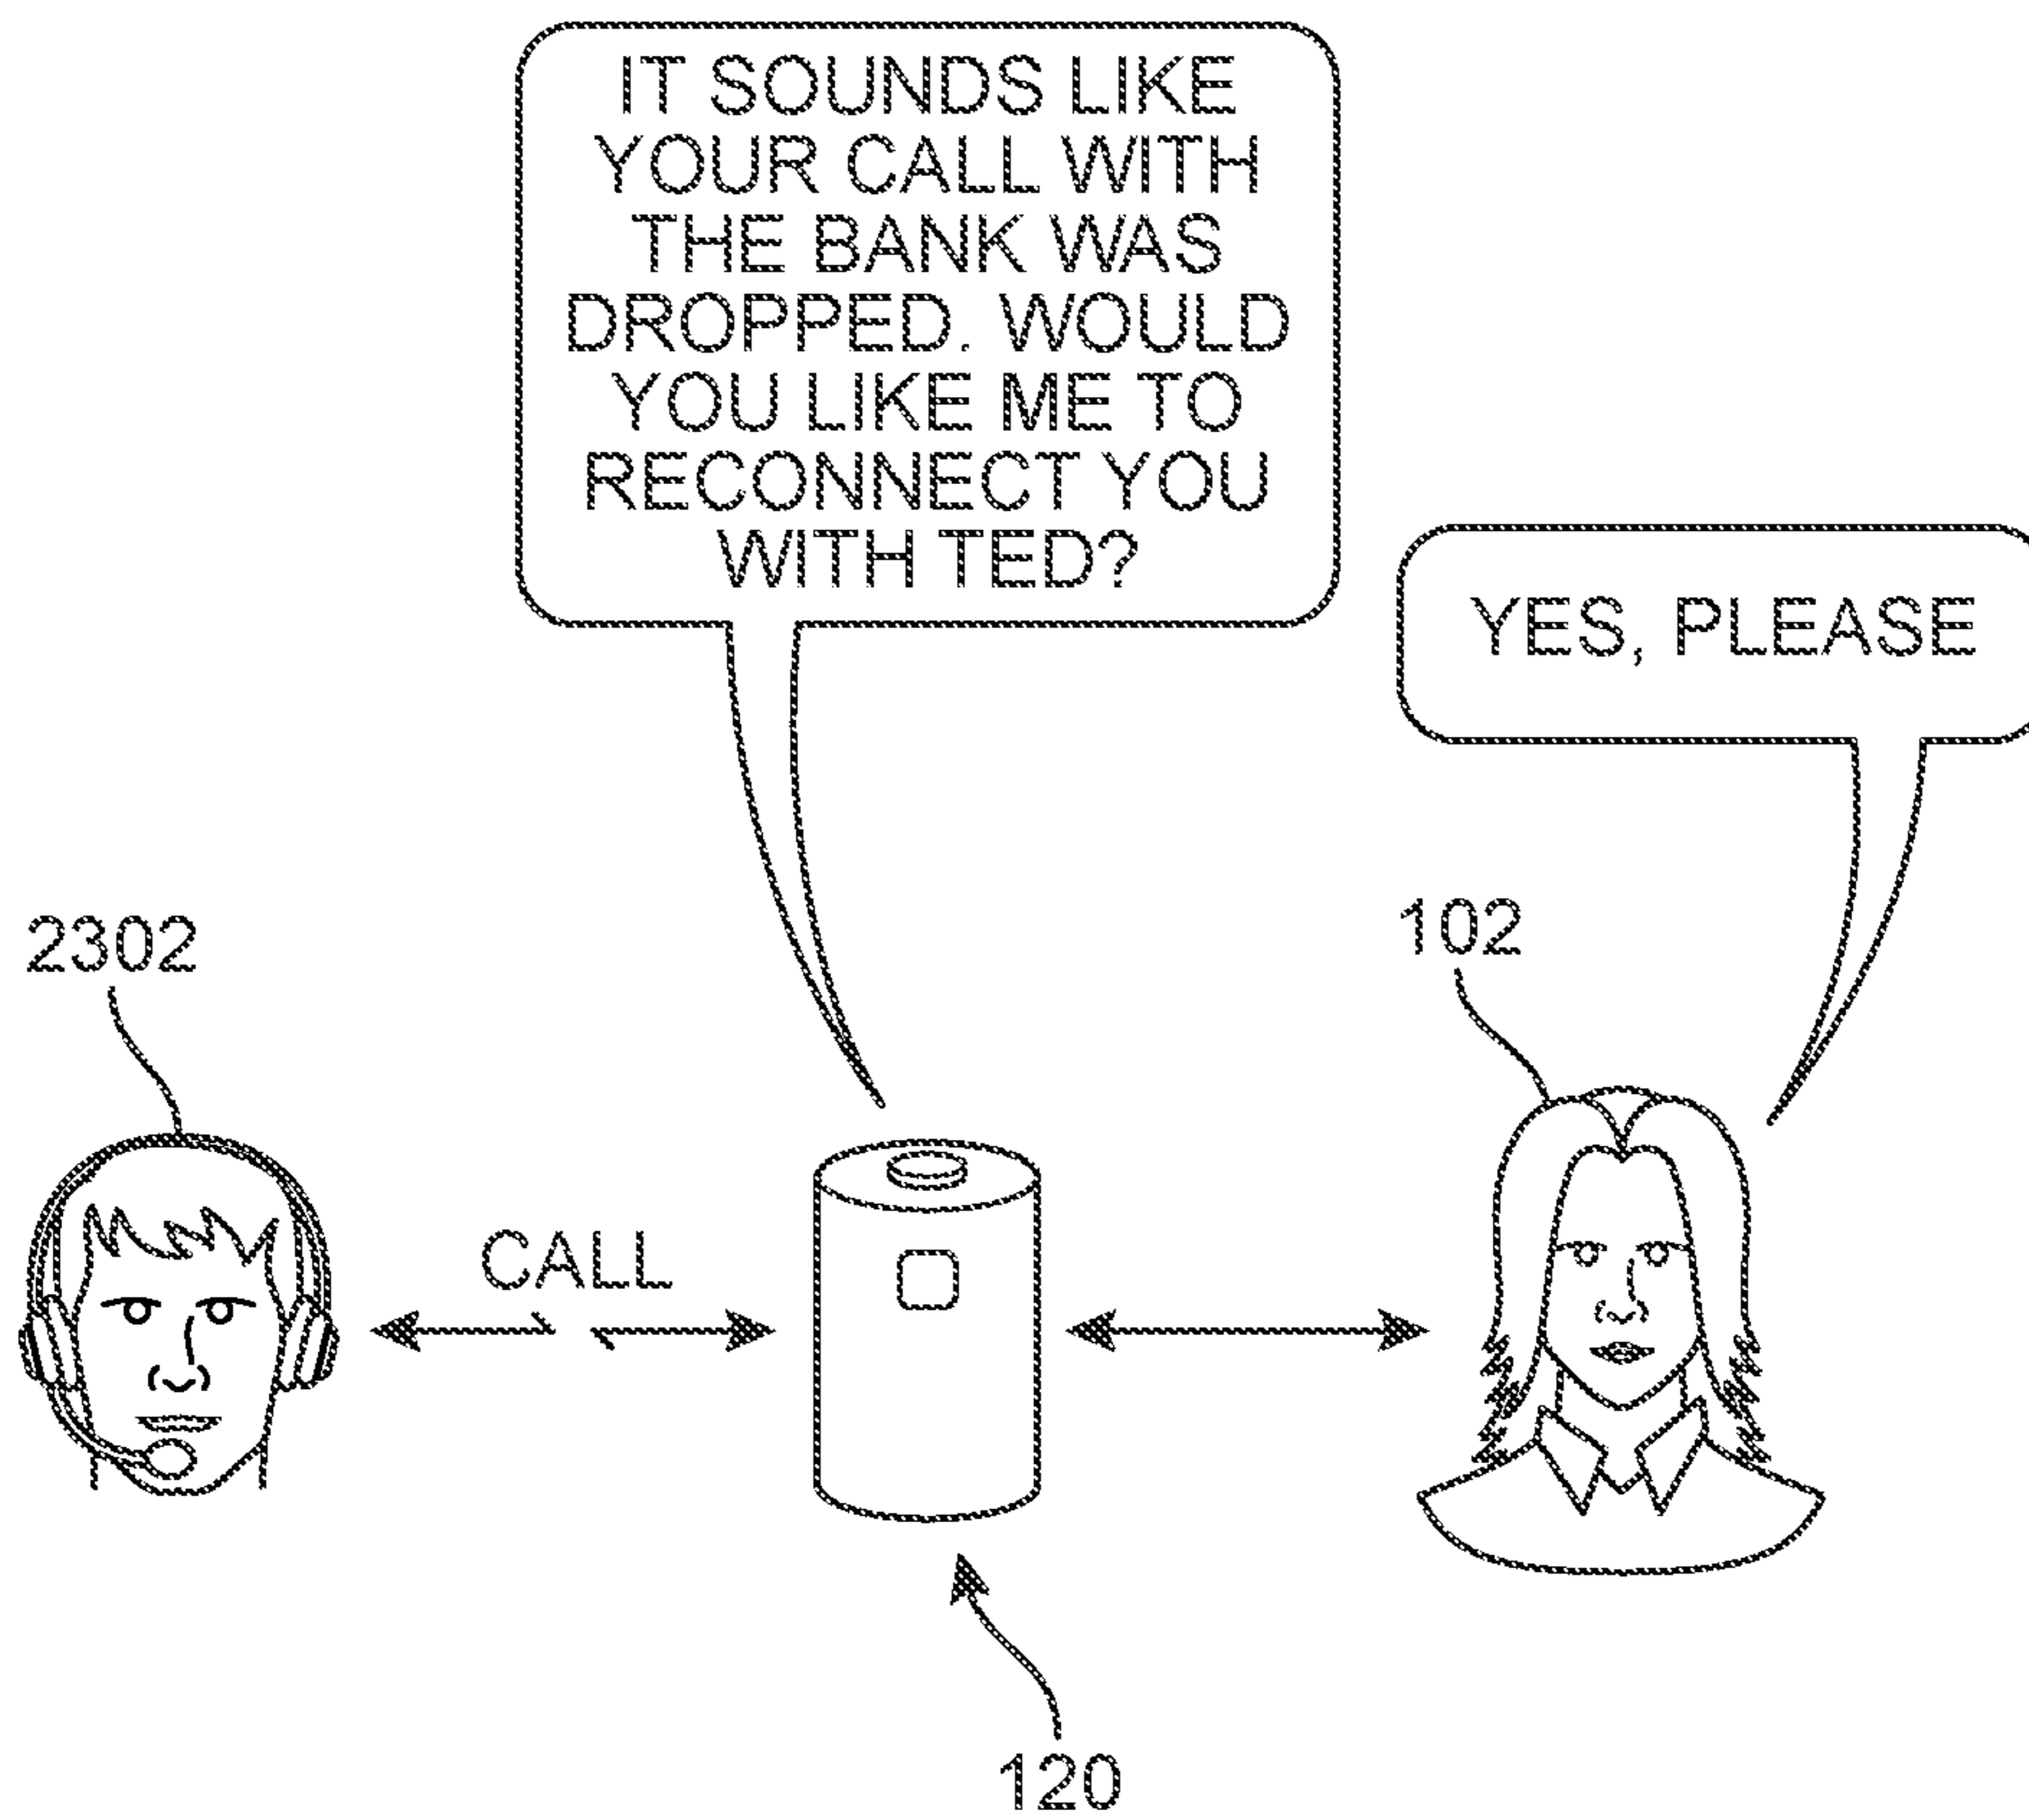 IT SOUNDS LIKE
YOUR CALL WITH
THE BANK WAS
DROPPED. WOULD
YOU LIKE ME TO
RECONNECT YOU
WITH TED?
YES, PLEASE
2302
102
CALL
120